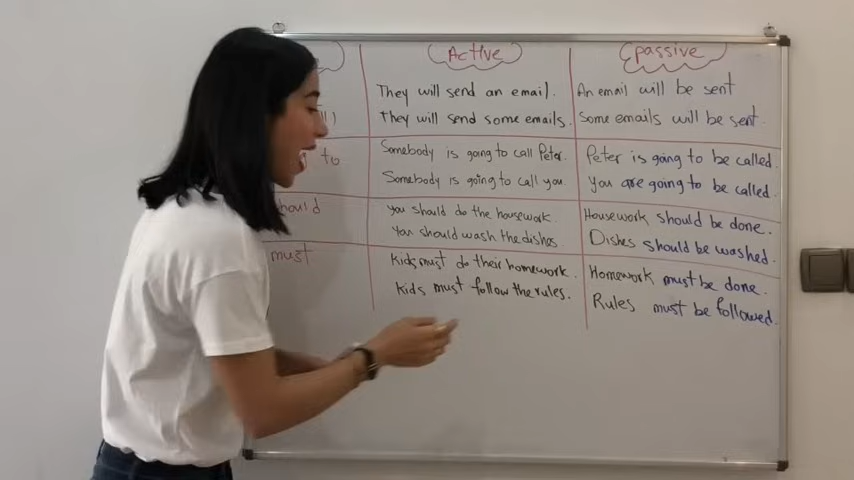 Active
passive
They will send an email.
An email will be sent
They will send some emails.
Some emails will be sent.
to
Somebody is going to call Peter.
Peter is going to be called.
Somebody is going to call you.
You are going to be called.
should
you should do the housework.
Housework should be done.
You should wash the dishes.
Dishes should be washed.
must
Kids must do their homework.
Homework must be done.
Kids must follow the rules.
Rules must be followed.